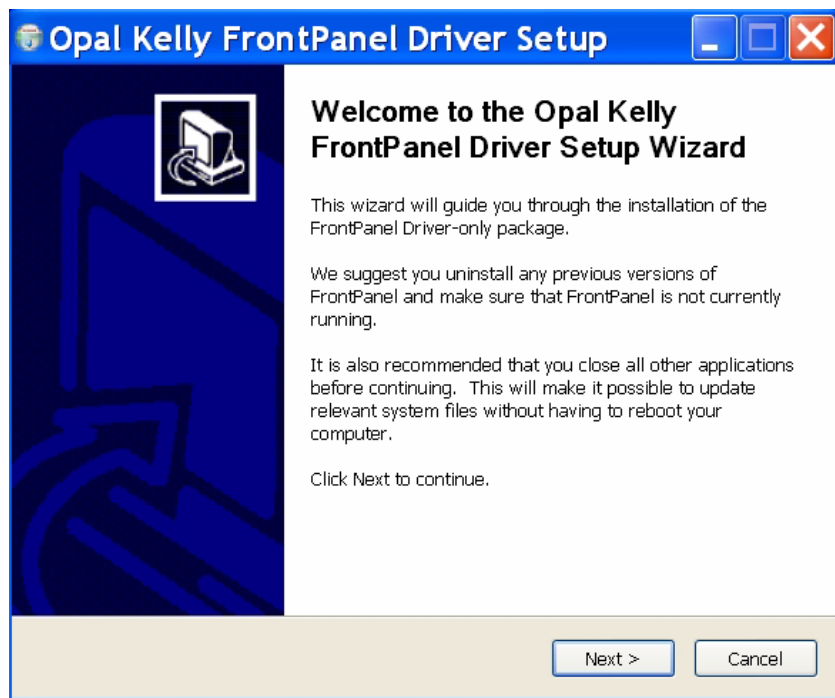 Opal Kelly FrontPanel Driver Setup
Welcome to the Opal Kelly
FrontPanel Driver Setup Wizard
This wizard will guide you through the installation of the
FrontPanel Driver-only package.
We suggest you uninstall any previous versions of
FrontPanel and make sure that FrontPanel is not currently
running.
It is also recommended that you close all other applications
before continuing.  This will make it possible to update
relevant system files without having to reboot your
computer.
Click Next to continue.
Next >
Cancel